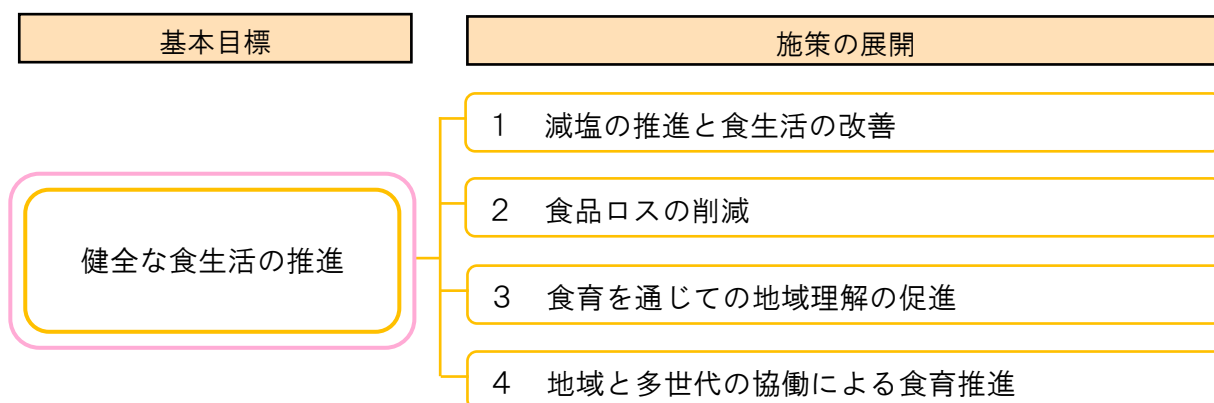 基本目標
施策の展開
1 減塩の推進と食生活の改善
2 食品ロスの削減
健全な食生活の推進
3 食育を通じての地域理解の促進
4 地域と多世代の協働による食育推進